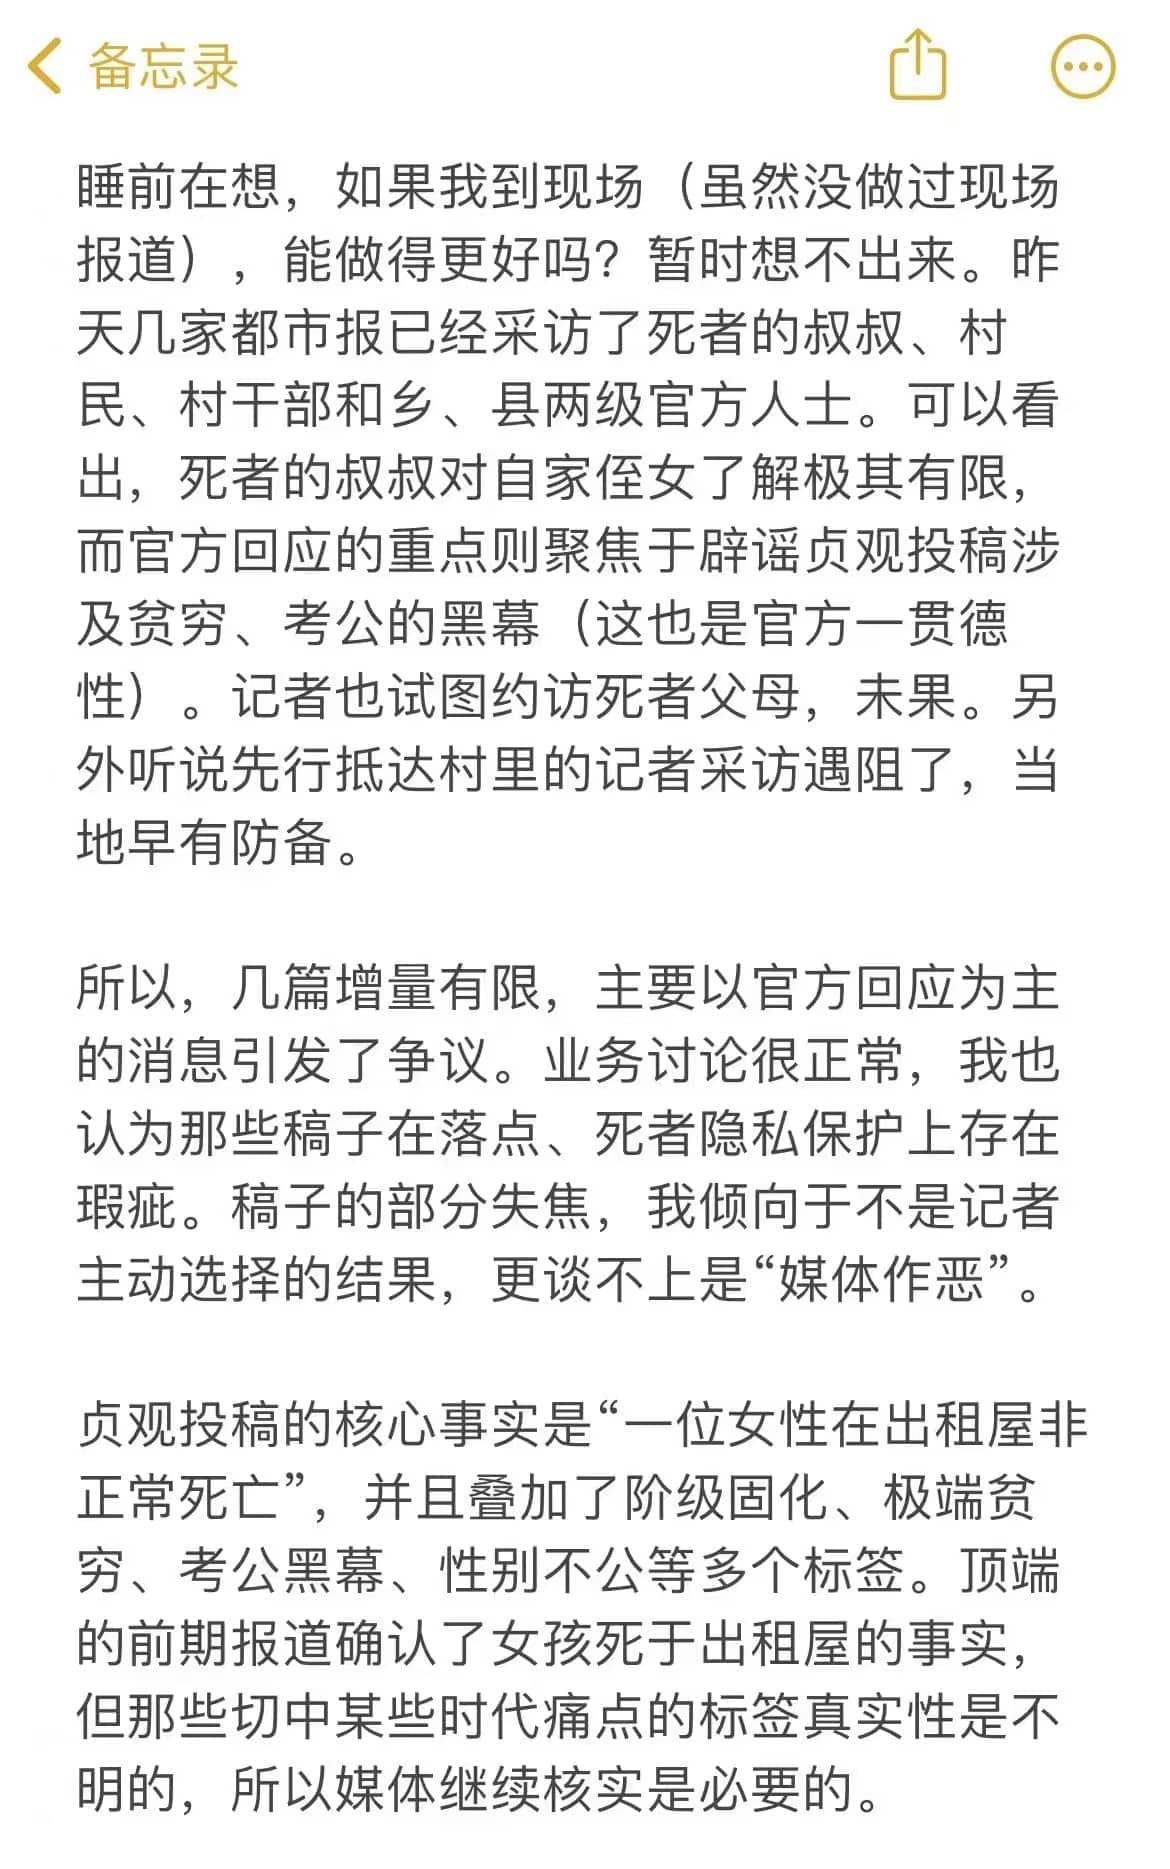 备忘录
睡前在想，如果我到现场（虽然没做过现场
报道），能做得更好吗？暂时想不出来。昨
天几家都市报已经采访了死者的叔叔、村
民、村干部和乡、县两级官方人士。可以看
出，死者的叔叔对自家侄女了解极其有限，
而官方回应的重点则聚焦于辟谣贞观投稿涉
及贫穷、考公的黑幕（这也是官方一贯德
性）。记者也试图约访死者父母，未果。另
外听说先行抵达村里的记者采访遇阻了，当
地早有防备。
所以，几篇增量有限，主要以官方回应为主
的消息引发了争议。业务讨论很正常，我也
认为那些稿子在落点、死者隐私保护上存在
瑕疵。稿子的部分失焦，我倾向于不是记者
主动选择的结果，更谈不上是“媒体作恶”。
贞观投稿的核心事实是“一位女性在出租屋非
正常死亡”，并且叠加了阶级固化、极端贫
穷、考公黑幕、性别不公等多个标签。顶端
的前期报道确认了女孩死于出租屋的事实，
但那些切中某些时代痛点的标签真实性是不
明的，所以媒体继续核实是必要的。